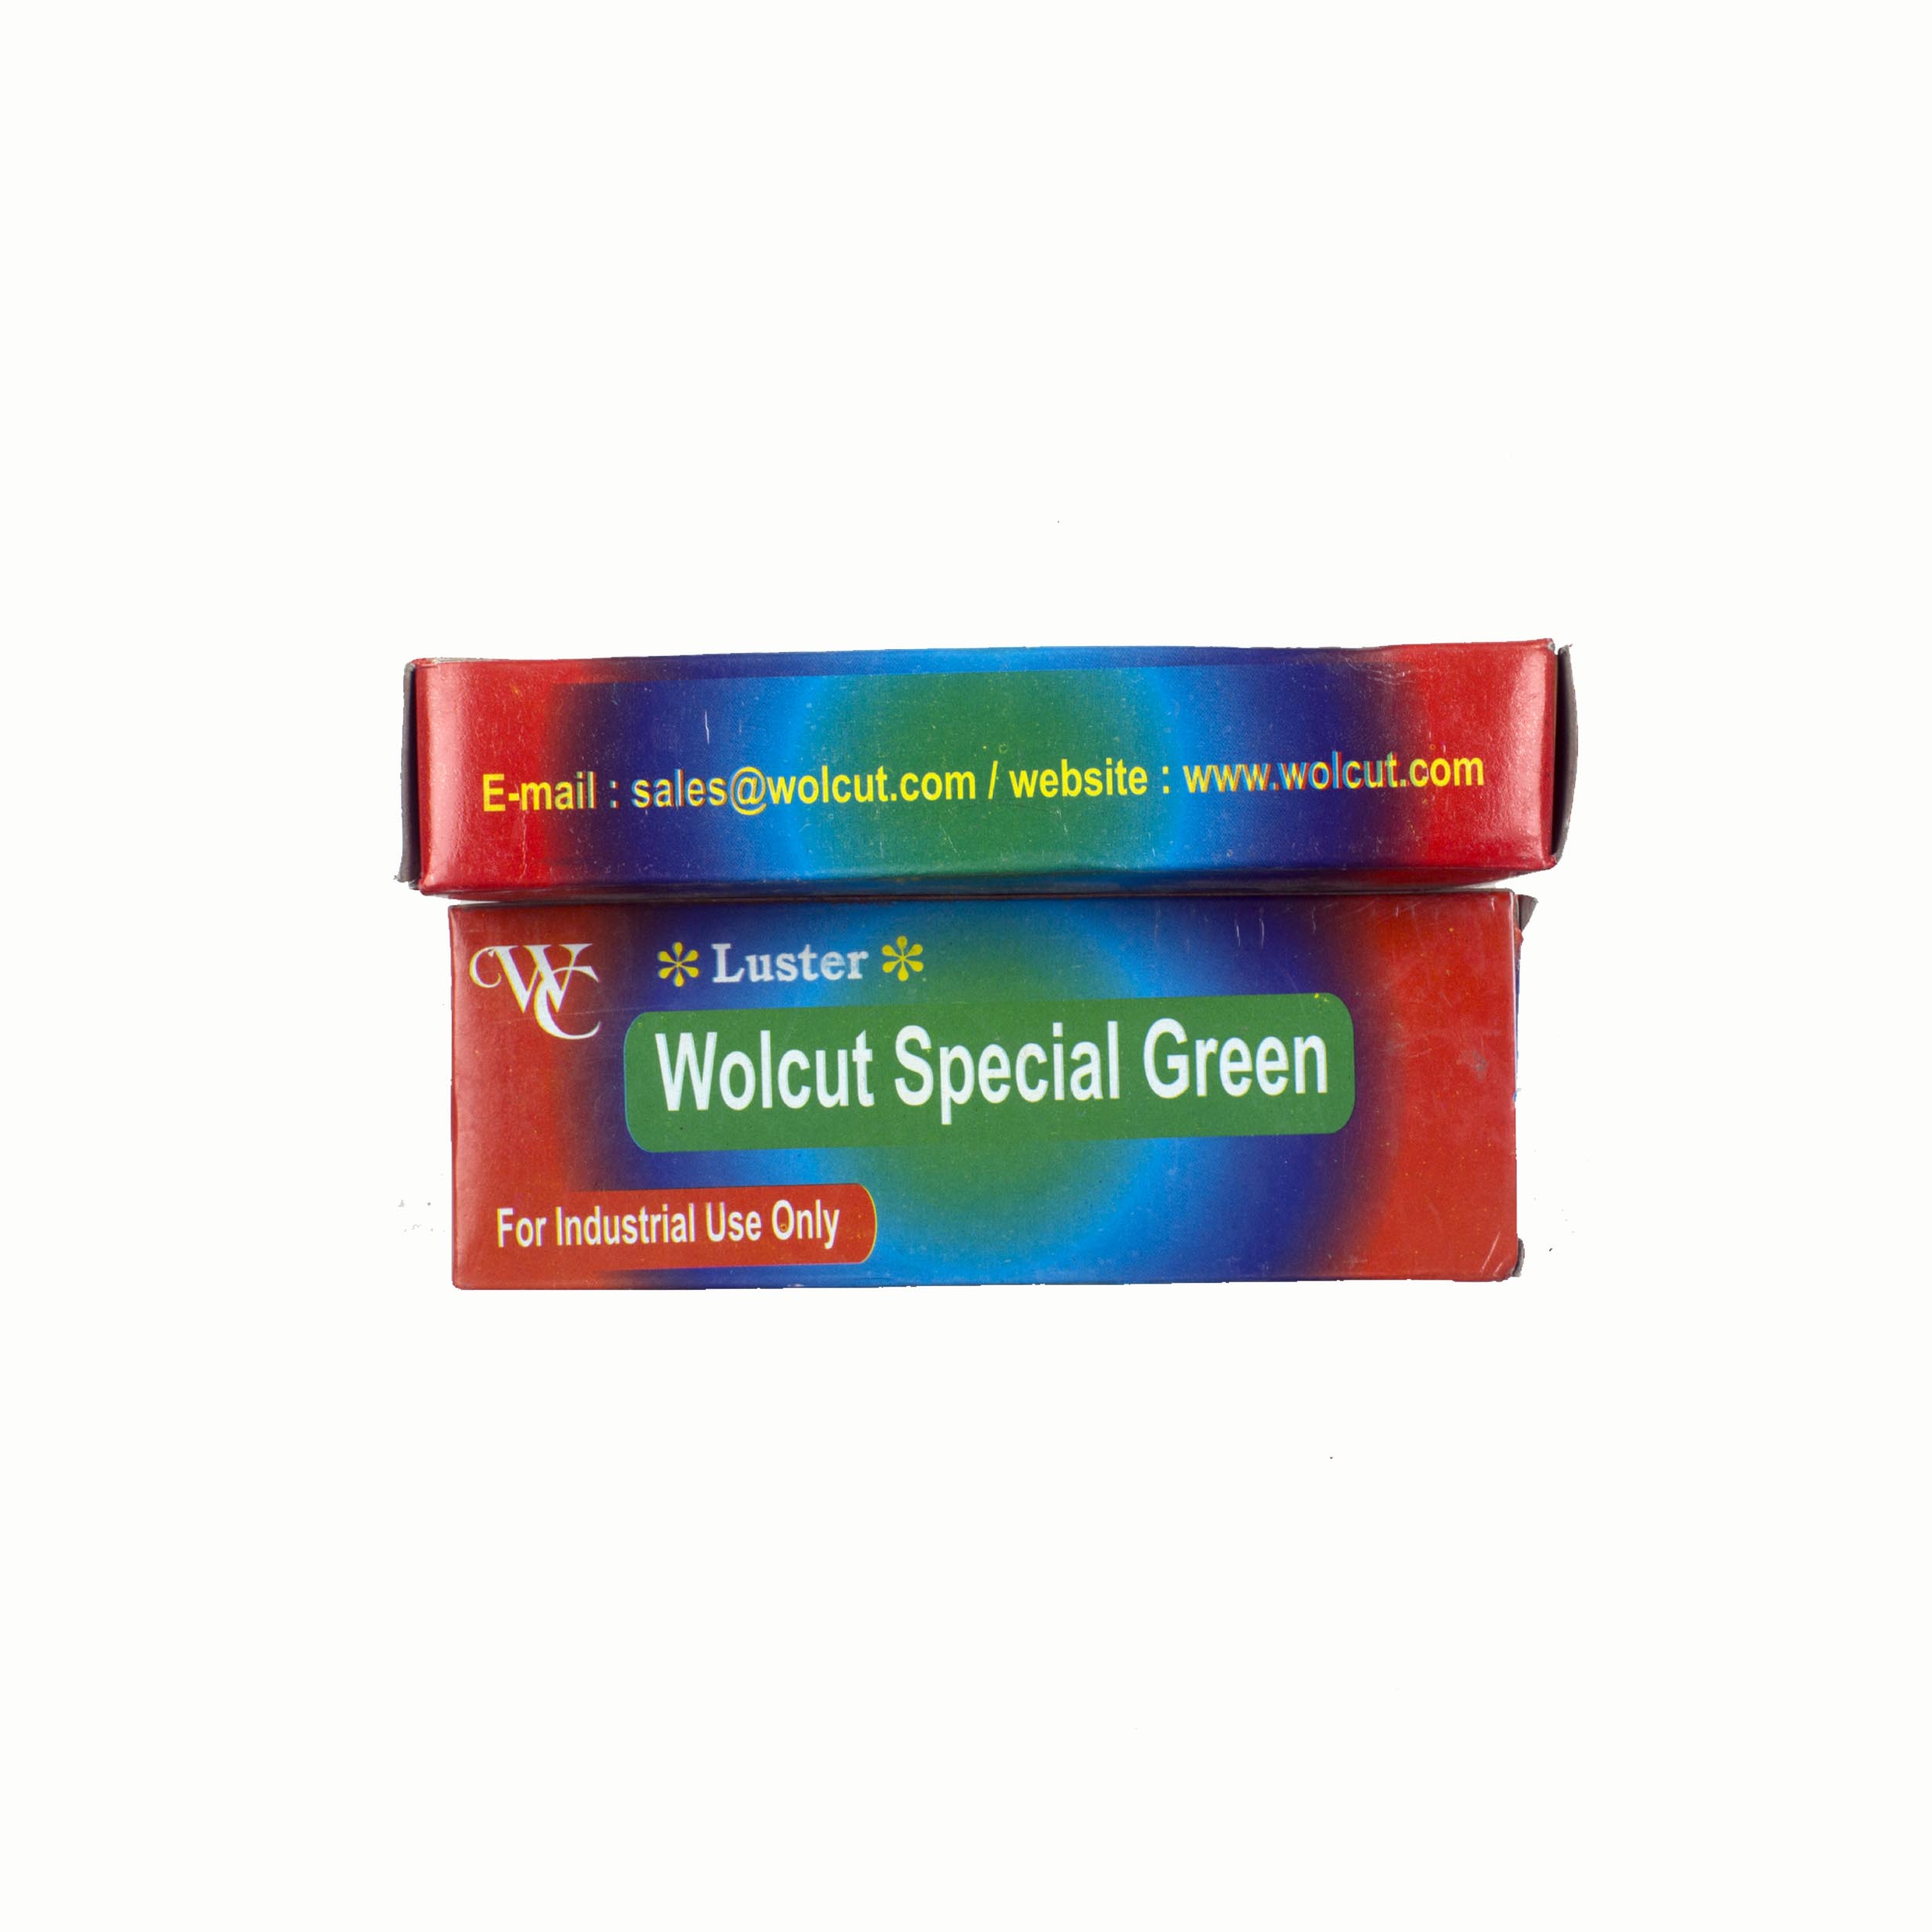 E-mail : sales@wolcut.com / website : www.wolcut.com
WC
* Luster *
Wolcut Special Green
For Industrial Use Only